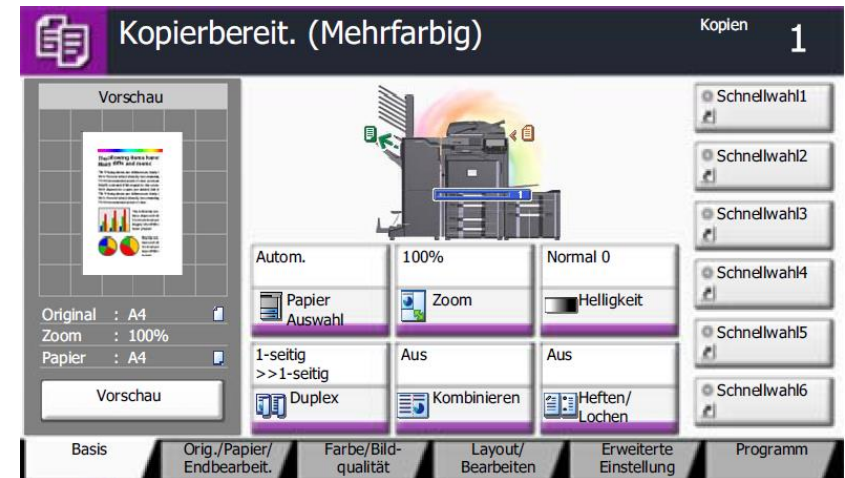 Kopierbereit. (Mehrfarbig)
Kopien
1
Vorschau
Original : A4
Zoom : 100%
Papier : A4
Vorschau
1
Autom.
Papier
Auswahl
100%
Zoom
Normal 0
Helligkeit
1-seitig
>>1-seitig
Duplex
Aus
Kombinieren
Aus
Heften/
Lochen
Schnellwahl1
Schnellwahl2
Schnellwahl3
Schnellwahl4
Schnellwahl5
Schnellwahl6
Basis
Orig./Papier/
Endbearbeit.
Farbe/Bild-
qualität
Layout/
Bearbeiten
Erweiterte
Einstellung
Programm